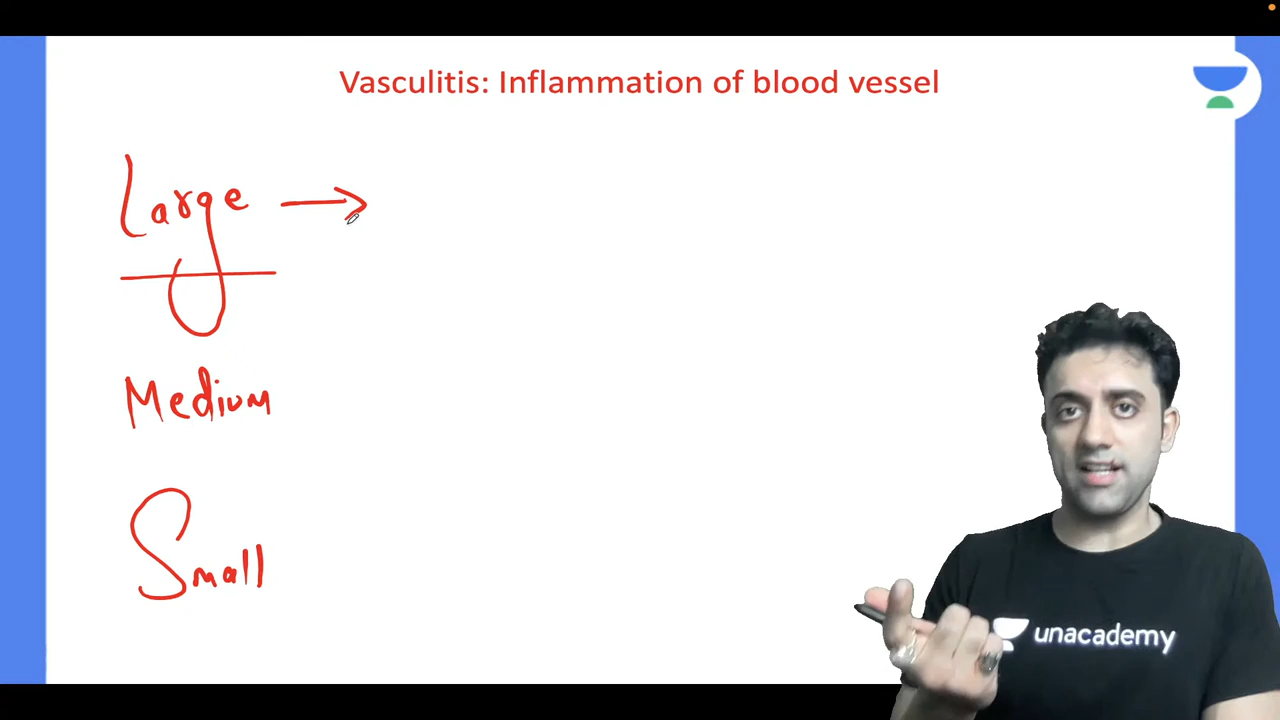 Vasculitis: Inflammation of blood vessel
Large →
Medium
Small
unacademy